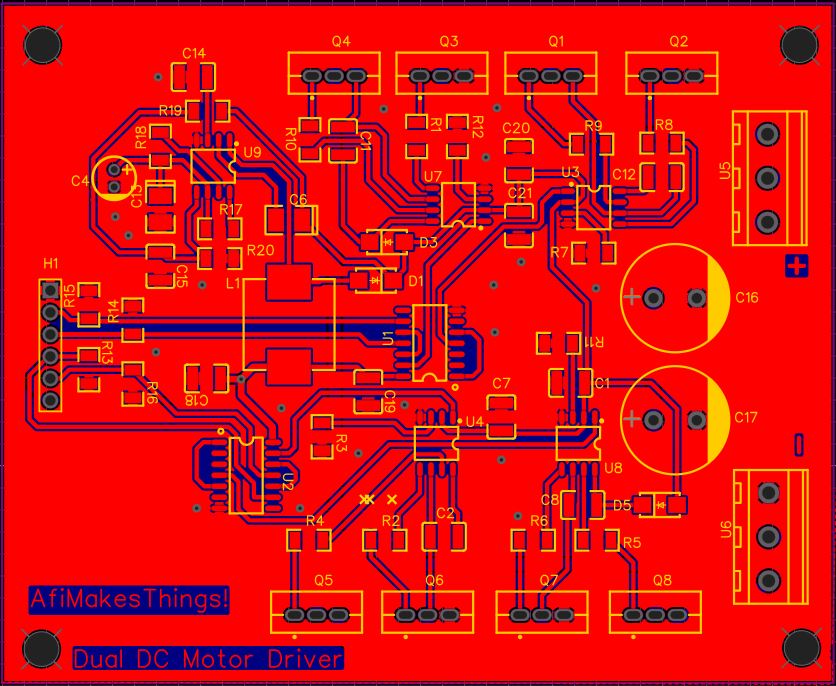 Q4 Q3 Q1 Q2
C14
R19
R18 R10 C11 R1 R12 C20 R9 R8
U9 U7 U3 C12 U5
C4 C13 C6 C21
R17
D3 R7
R20
H1 C15 L1 D1 +
R15 + C16
R14 U1
R13 R11
R16 C18 C19 C7 C1
U4 + C17
R3
U2 U8
C8 D5
R4 R2 C2 R6 R5 U6
Q5 Q6 Q7 Q8
AfiMakesThings!
Dual DC Motor Driver